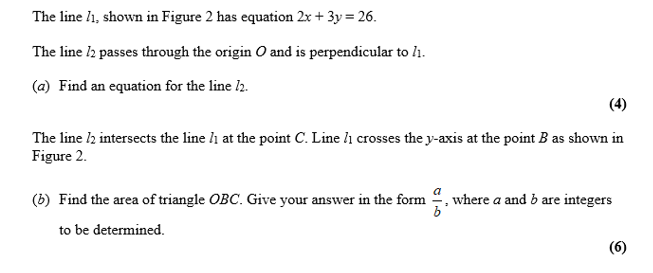 The line l₁, shown in Figure 2 has equation 2x + 3y = 26.
The line l₂ passes through the origin O and is perpendicular to l₁.
(a) Find an equation for the line l₂.
(4)
The line l₂ intersects the line l₁ at the point C. Line l₁ crosses the y-axis at the point B as shown in
Figure 2.
(b) Find the area of triangle OBC. Give your answer in the form a/b, where a and b are integers
to be determined.
(6)